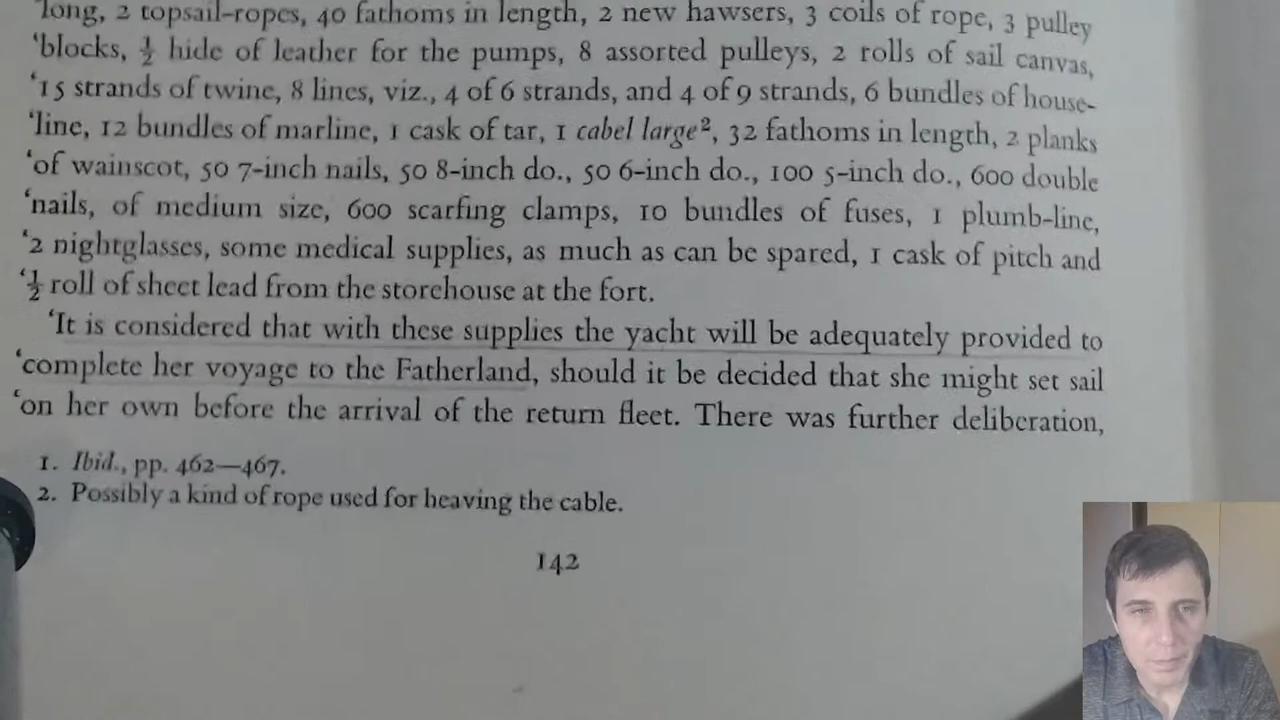 'long, 2 topsail-ropes, 40 fathoms in length, 2 new hawsers, 3 coils of rope, 3 pulley
'blocks, ½ hide of leather for the pumps, 8 assorted pulleys, 2 rolls of sail canvas,
'15 strands of twine, 8 lines, viz., 4 of 6 strands, and 4 of 9 strands, 6 bundles of house-
'line, 12 bundles of marline, 1 cask of tar, 1 cabel large², 32 fathoms in length, 2 planks
'of wainscot, 50 7-inch nails, 50 8-inch do., 50 6-inch do., 100 5-inch do., 600 double
'nails, of medium size, 600 scarfing clamps, 10 bundles of fuses, 1 plumb-line,
'2 nightglasses, some medical supplies, as much as can be spared, 1 cask of pitch and
'½ roll of sheet lead from the storehouse at the fort.
'It is considered that with these supplies the yacht will be adequately provided to
'complete her voyage to the Fatherland, should it be decided that she might set sail
'on her own before the arrival of the return fleet. There was further deliberation,
1. Ibid., pp. 462—467.
2. Possibly a kind of rope used for heaving the cable.
142